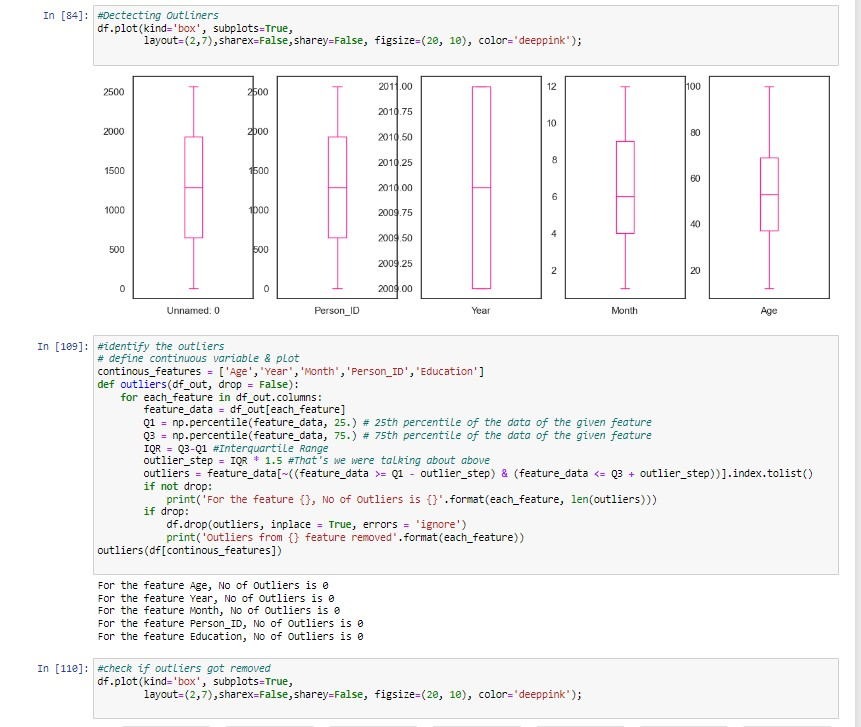 In [84]:
#Dectecting Outliners
df.plot(kind='box', subplots=True,
layout=(2,7),sharex=False,sharey=False, figsize=(20, 10), color='deeppink');
2500
2000
1500
1000
500
0
Unnamed: 0
2500
2000
1500
1000
500
0
Person_ID
2011.00
2010.75
2010.50
2010.25
2010.00
2009.75
2009.50
2009.25
2009.00
Year
12
10
8
6
4
2
Month
100
80
60
40
20
Age
In [109]:
#identify the outliers
# define continuous variable & plot
continous_features = ['Age','Year','Month','Person_ID','Education']
def outliers(df_out, drop = False):
for each_feature in df_out.columns:
feature_data = df_out[each_feature]
Q1 = np.percentile(feature_data, 25.) # 25th percentile of the data of the given feature
Q3 = np.percentile(feature_data, 75.) # 75th percentile of the data of the given feature
IQR = Q3-Q1 #Interquartile Range
outlier_step = IQR * 1.5 #That's we were talking about above
outliers = feature_data[~((feature_data >= Q1 - outlier_step) & (feature_data <= Q3 + outlier_step))].index.tolist()
if not drop:
print('For the feature {}, No of Outliers is {}'.format(each_feature, len(outliers)))
if drop:
df.drop(outliers, inplace = True, errors = 'ignore')
print('Outliers from {} feature removed'.format(each_feature))
outliers(df[continous_features])
For the feature Age, No of Outliers is 0
For the feature Year, No of Outliers is 0
For the feature Month, No of Outliers is 0
For the feature Person_ID, No of Outliers is 0
For the feature Education, No of Outliers is 0
In [110]:
#check if outliers got removed
df.plot(kind='box', subplots=True,
layout=(2,7),sharex=False,sharey=False, figsize=(20, 10), color='deeppink');